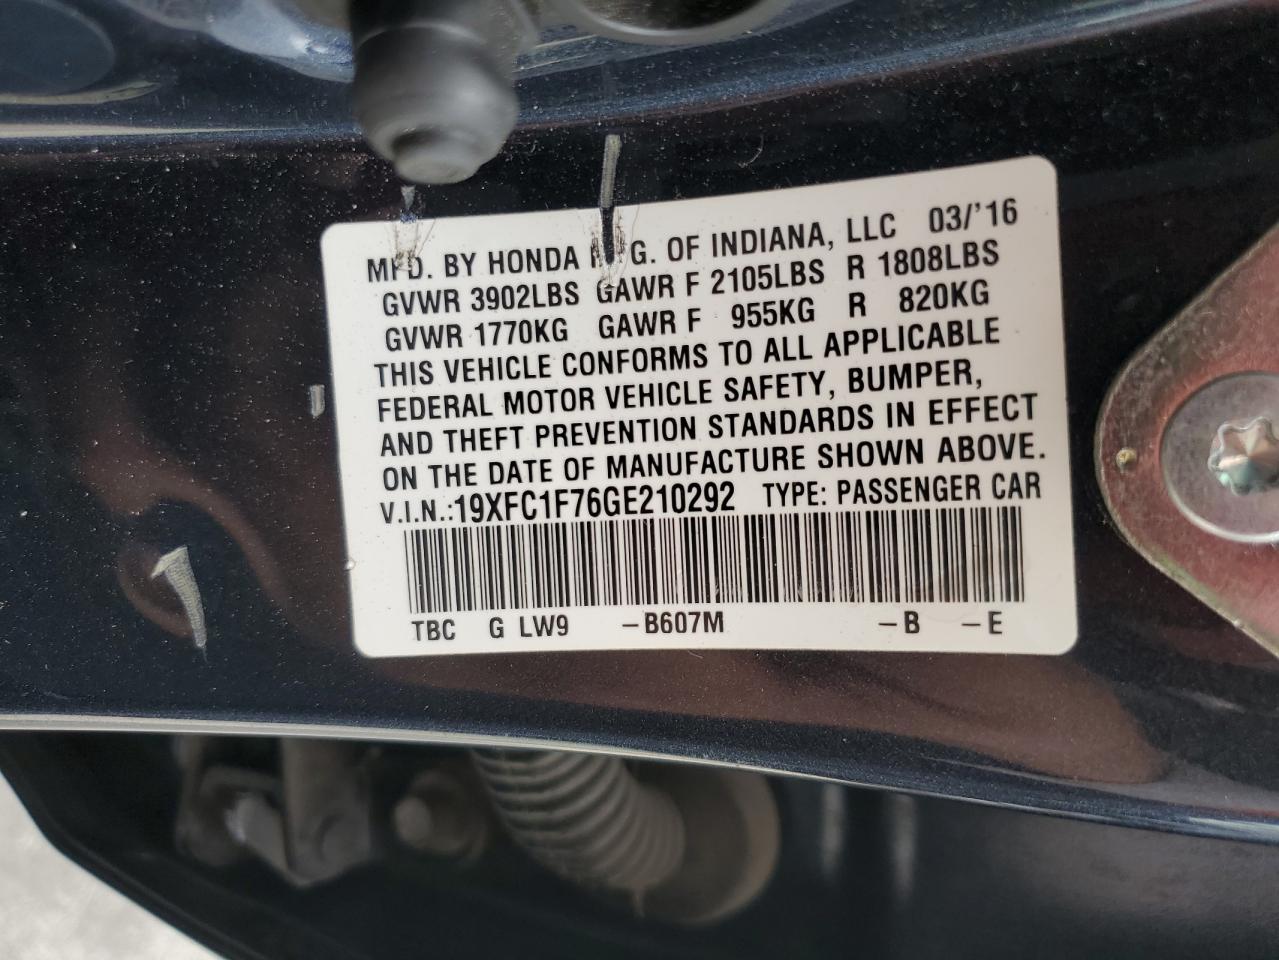 MFD. BY HONDA MFG. OF INDIANA, LLC 03/'16
GVWR 3902LBS GAWR F 2105LBS R 1808LBS
GVWR 1770KG GAWR F 955KG R 820KG
THIS VEHICLE CONFORMS TO ALL APPLICABLE
FEDERAL MOTOR VEHICLE SAFETY, BUMPER,
AND THEFT PREVENTION STANDARDS IN EFFECT
ON THE DATE OF MANUFACTURE SHOWN ABOVE.
V.I.N.:19XFC1F76GE210292 TYPE: PASSENGER CAR
TBC G LW9 –B607M –B –E